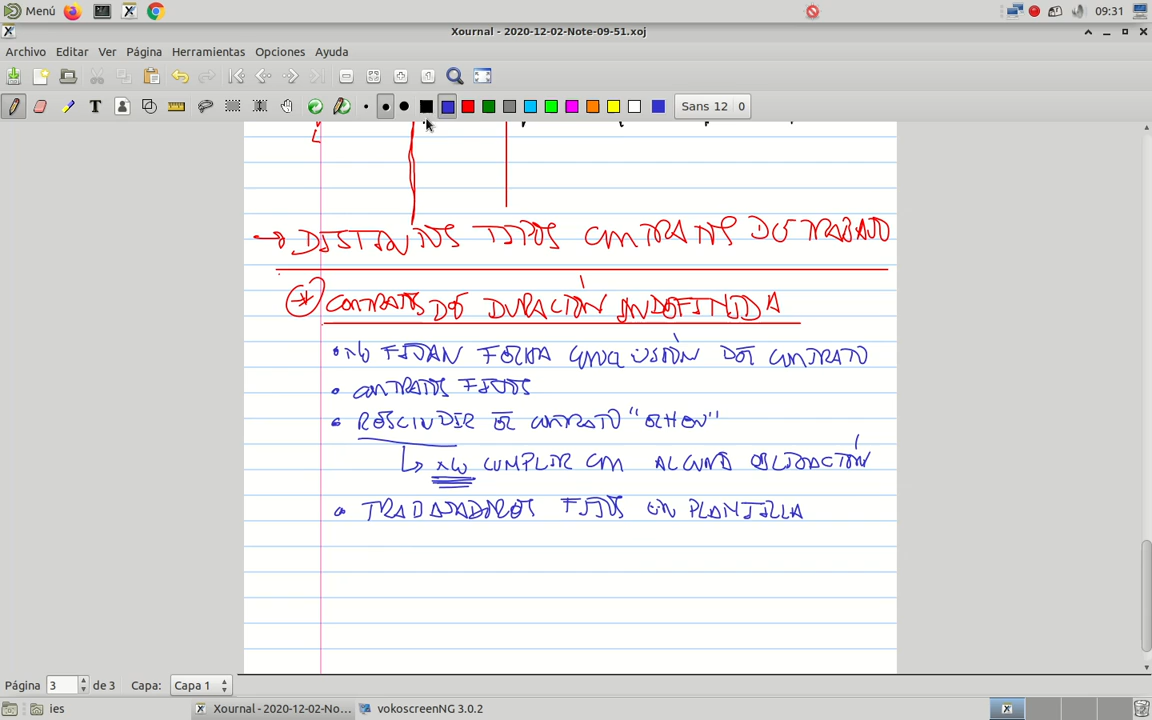 Menú 09:31
Xournal - 2020-12-02-Note-09-51.xoj
Archivo Editar Ver Página Herramientas Opciones Ayuda
Sans 12 0
→ DISTINTOS TIPOS CONTRATOS DE TRABAJO
* CONTRATOS DE DURACIÓN INDEFINIDA
• NO FIJAN FECHA CONCLUSIÓN DEL CONTRATO
• CONTRATOS FIJOS
• RESCINDIR EL CONTRATO
↳ NO CUMPLIR CON ALGUNA OBLIGACIÓN
• TRABAJADORES FIJOS EN PLANTILLA
Página 3 de 3 Capa: Capa 1
ies Xournal - 2020-12-02-No... vokoscreenNG 3.0.2